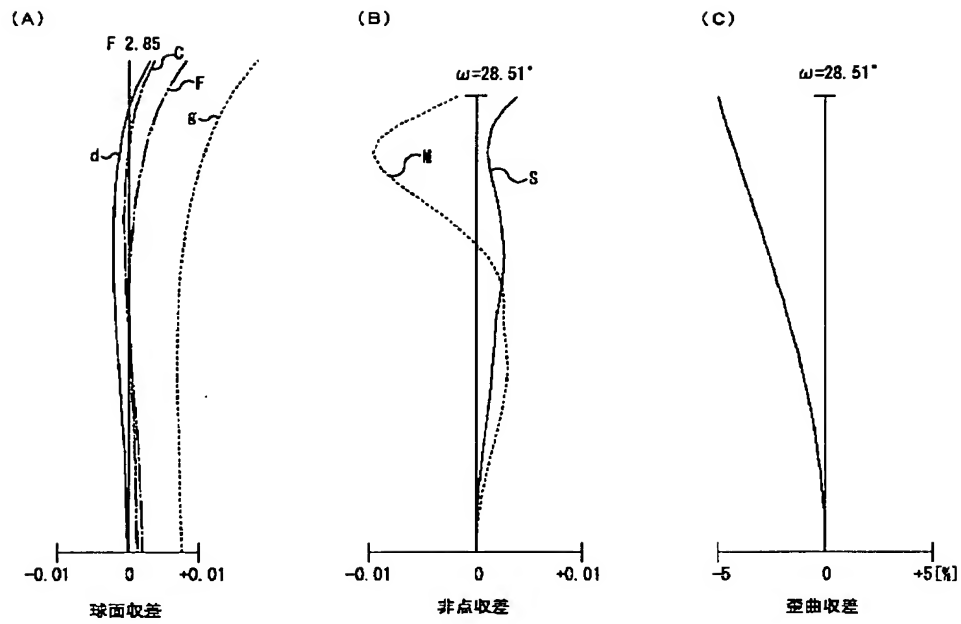 (A)
(B)
(C)
F 2.85
C
F
g
d
ω=28.51°
M
S
ω=28.51°
-0.01 0 +0.01
-0.01 0 +0.01
-5 0 +5[%]
球面収差
非点収差
歪曲収差